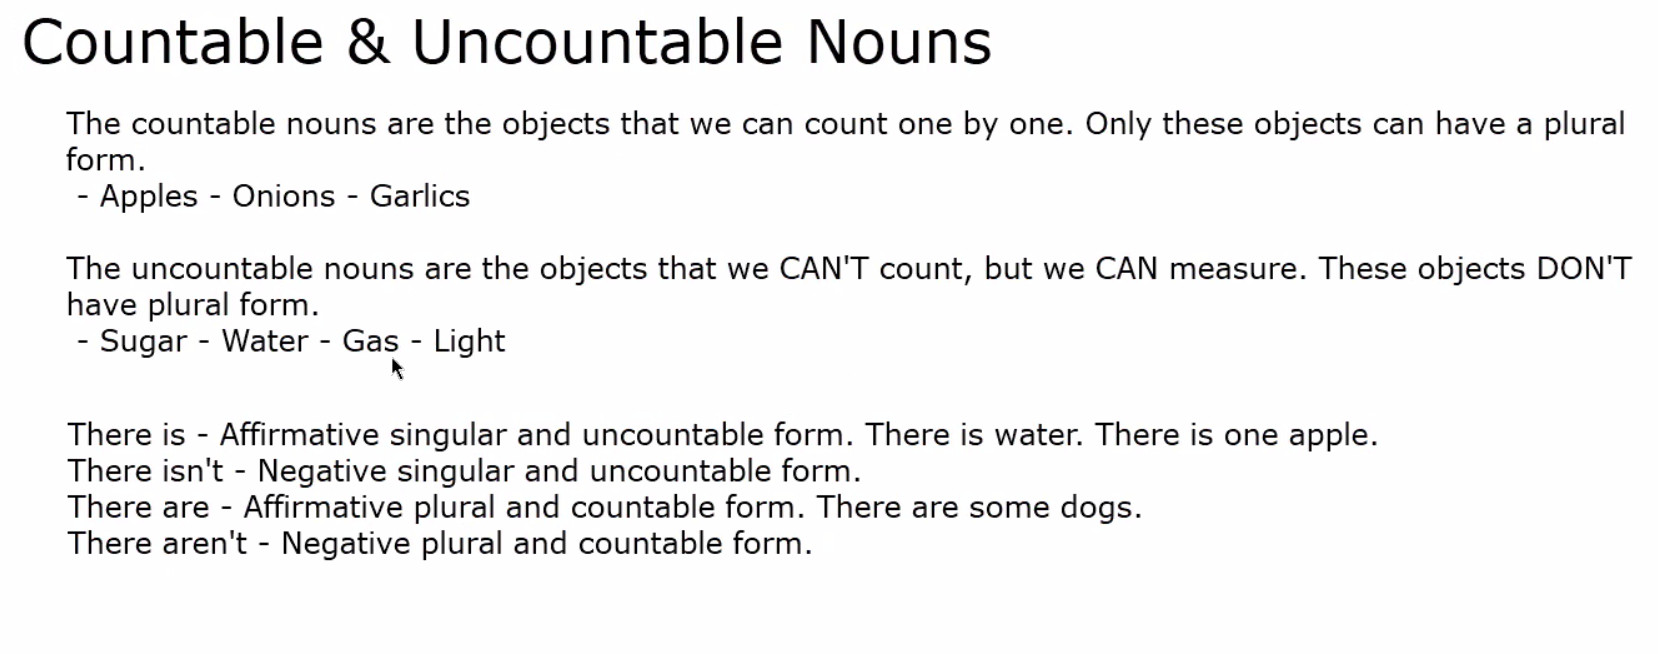 Countable & Uncountable Nouns
The countable nouns are the objects that we can count one by one. Only these objects can have a plural
form.
- Apples - Onions - Garlics
The uncountable nouns are the objects that we CAN'T count, but we CAN measure. These objects DON'T
have plural form.
- Sugar - Water - Gas - Light
There is - Affirmative singular and uncountable form. There is water. There is one apple.
There isn't - Negative singular and uncountable form.
There are - Affirmative plural and countable form. There are some dogs.
There aren't - Negative plural and countable form.